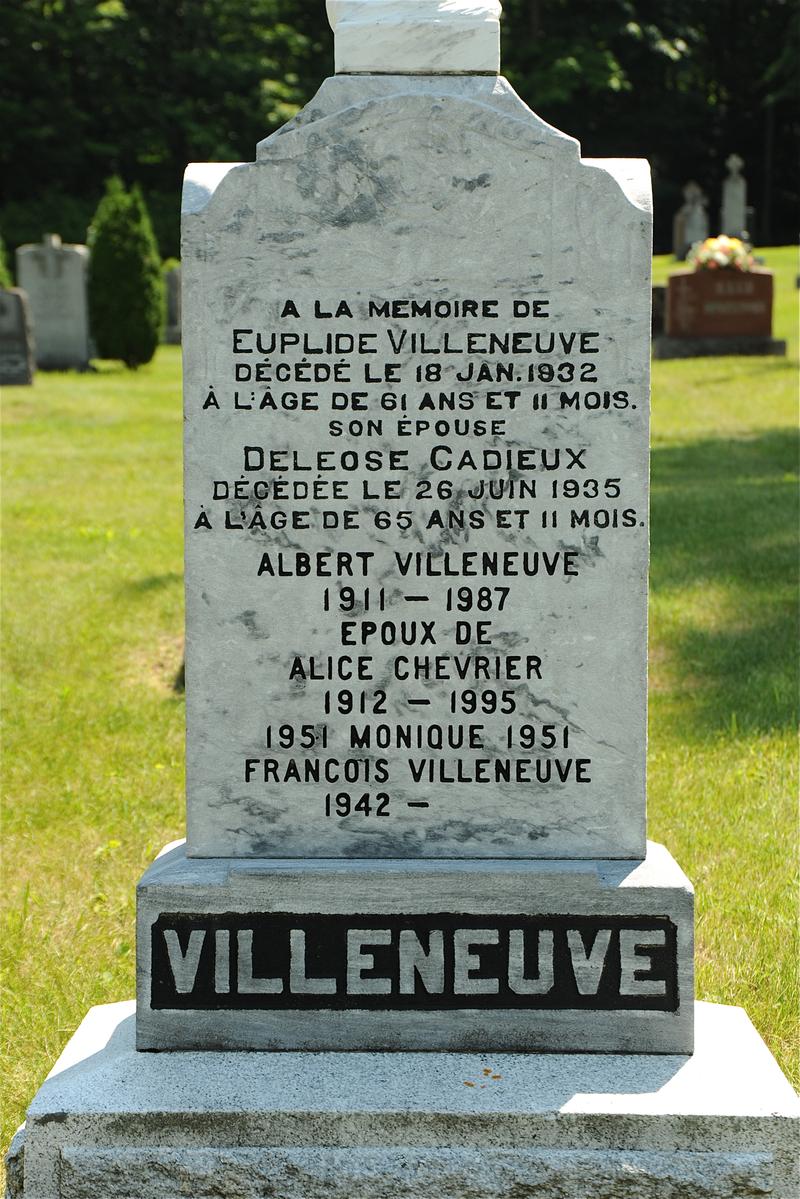 A LA MEMOIRE DE
EUPLIDE VILLENEUVE
DÉCÉDÉ LE 18 JAN. 1932
À L'ÂGE DE 61 ANS ET 11 MOIS.
SON ÉPOUSE
DELEOSE CADIEUX
DÉCÉDÉE LE 26 JUIN 1935
À L'ÂGE DE 65 ANS ET 11 MOIS.
ALBERT VILLENEUVE
1911 — 1987
EPOUX DE
ALICE CHEVRIER
1912 — 1995
1951 MONIQUE 1951
FRANCOIS VILLENEUVE
1942 —
VILLENEUVE